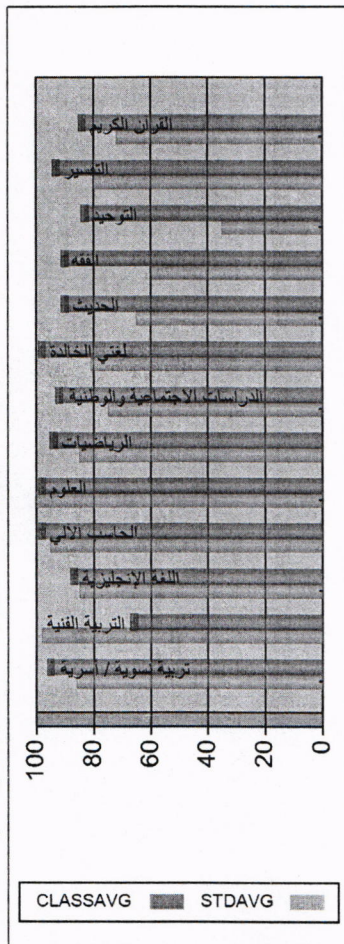 القرآن الكريم
التفسير
التوحيد
الفقه
الحديث
لغتي الخالدة
الدراسات الاجتماعية والوطنية
الرياضيات
العلوم
الحاسب الآلي
اللغة الإنجليزية
التربية الفنية
تربية نسوية / أسرية
100 80 60 40 20 0
CLASSAVG STDAVG